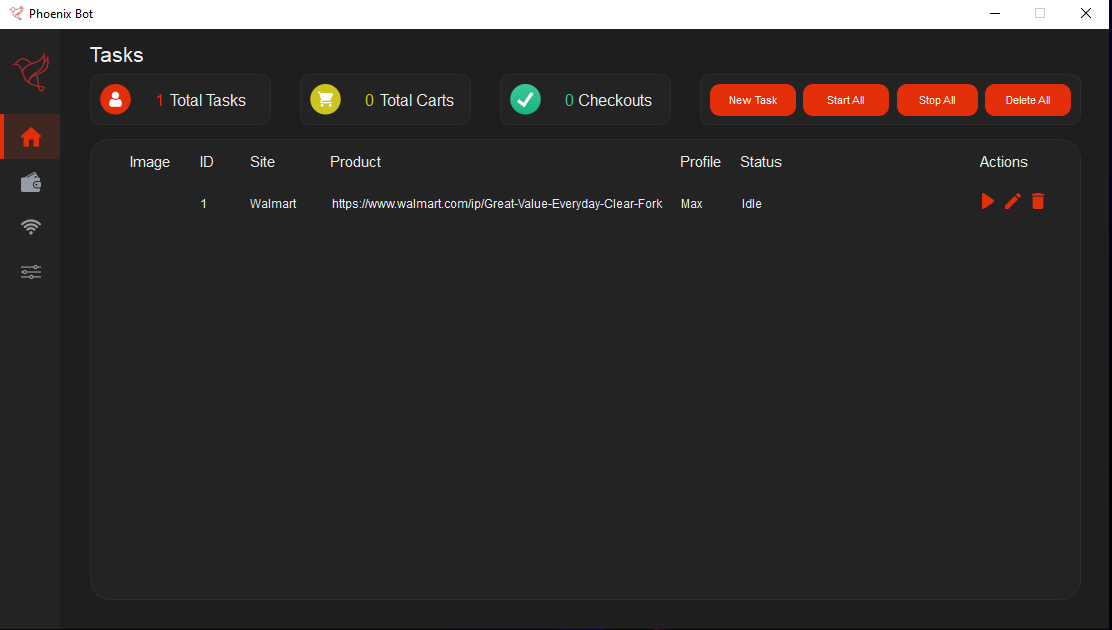 Phoenix Bot
Tasks
1 Total Tasks
0 Total Carts
0 Checkouts
New Task
Start All
Stop All
Delete All
Image ID Site Product Profile Status Actions
1 Walmart https://www.walmart.com/ip/Great-Value-Everyday-Clear-Fork Max Idle